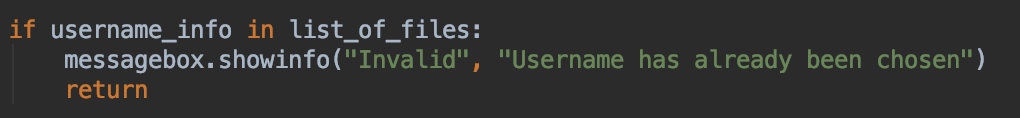 if username_info in list_of_files:
    messagebox.showinfo("Invalid", "Username has already been chosen")
    return